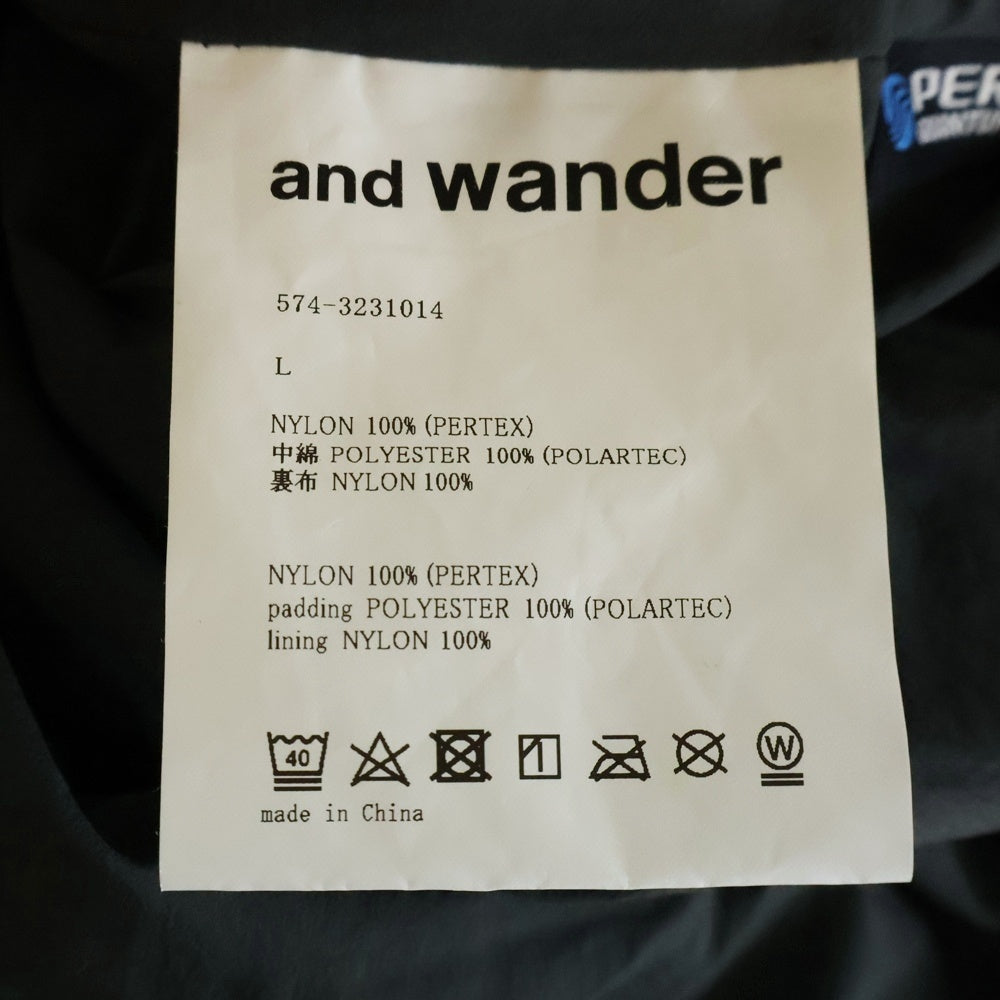 and wander
PER
574-3231014
L
NYLON 100% (PERTEX)
中綿 POLYESTER 100% (POLARTEC)
裏布 NYLON 100%
NYLON 100% (PERTEX)
padding POLYESTER 100% (POLARTEC)
lining NYLON 100%
40
W
made in China